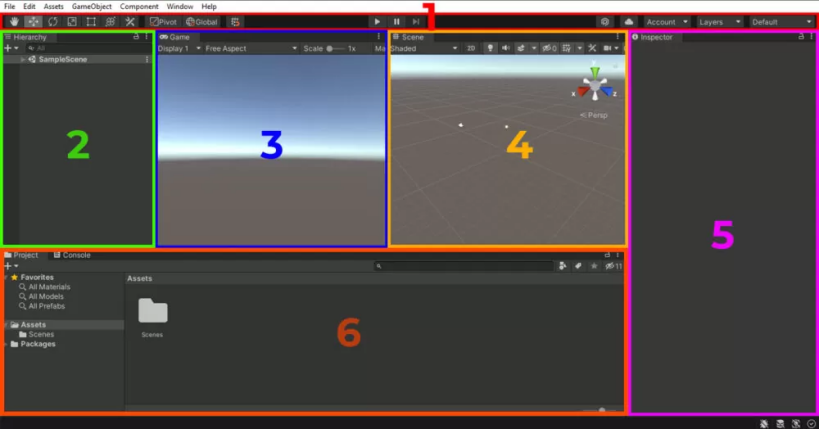 File Edit Assets GameObject Component Window Help
1
Pivot Global Account Layers Default
Hierarchy
All
SampleScene
2
Game
Display 1 Free Aspect Scale 1x Ma
3
Scene
Shaded 2D 0
y
x z
< Persp
4
Inspector
5
Project Console
11
Favorites
All Materials
All Models
All Prefabs
Assets
Scenes
Packages
Assets
Scenes
6